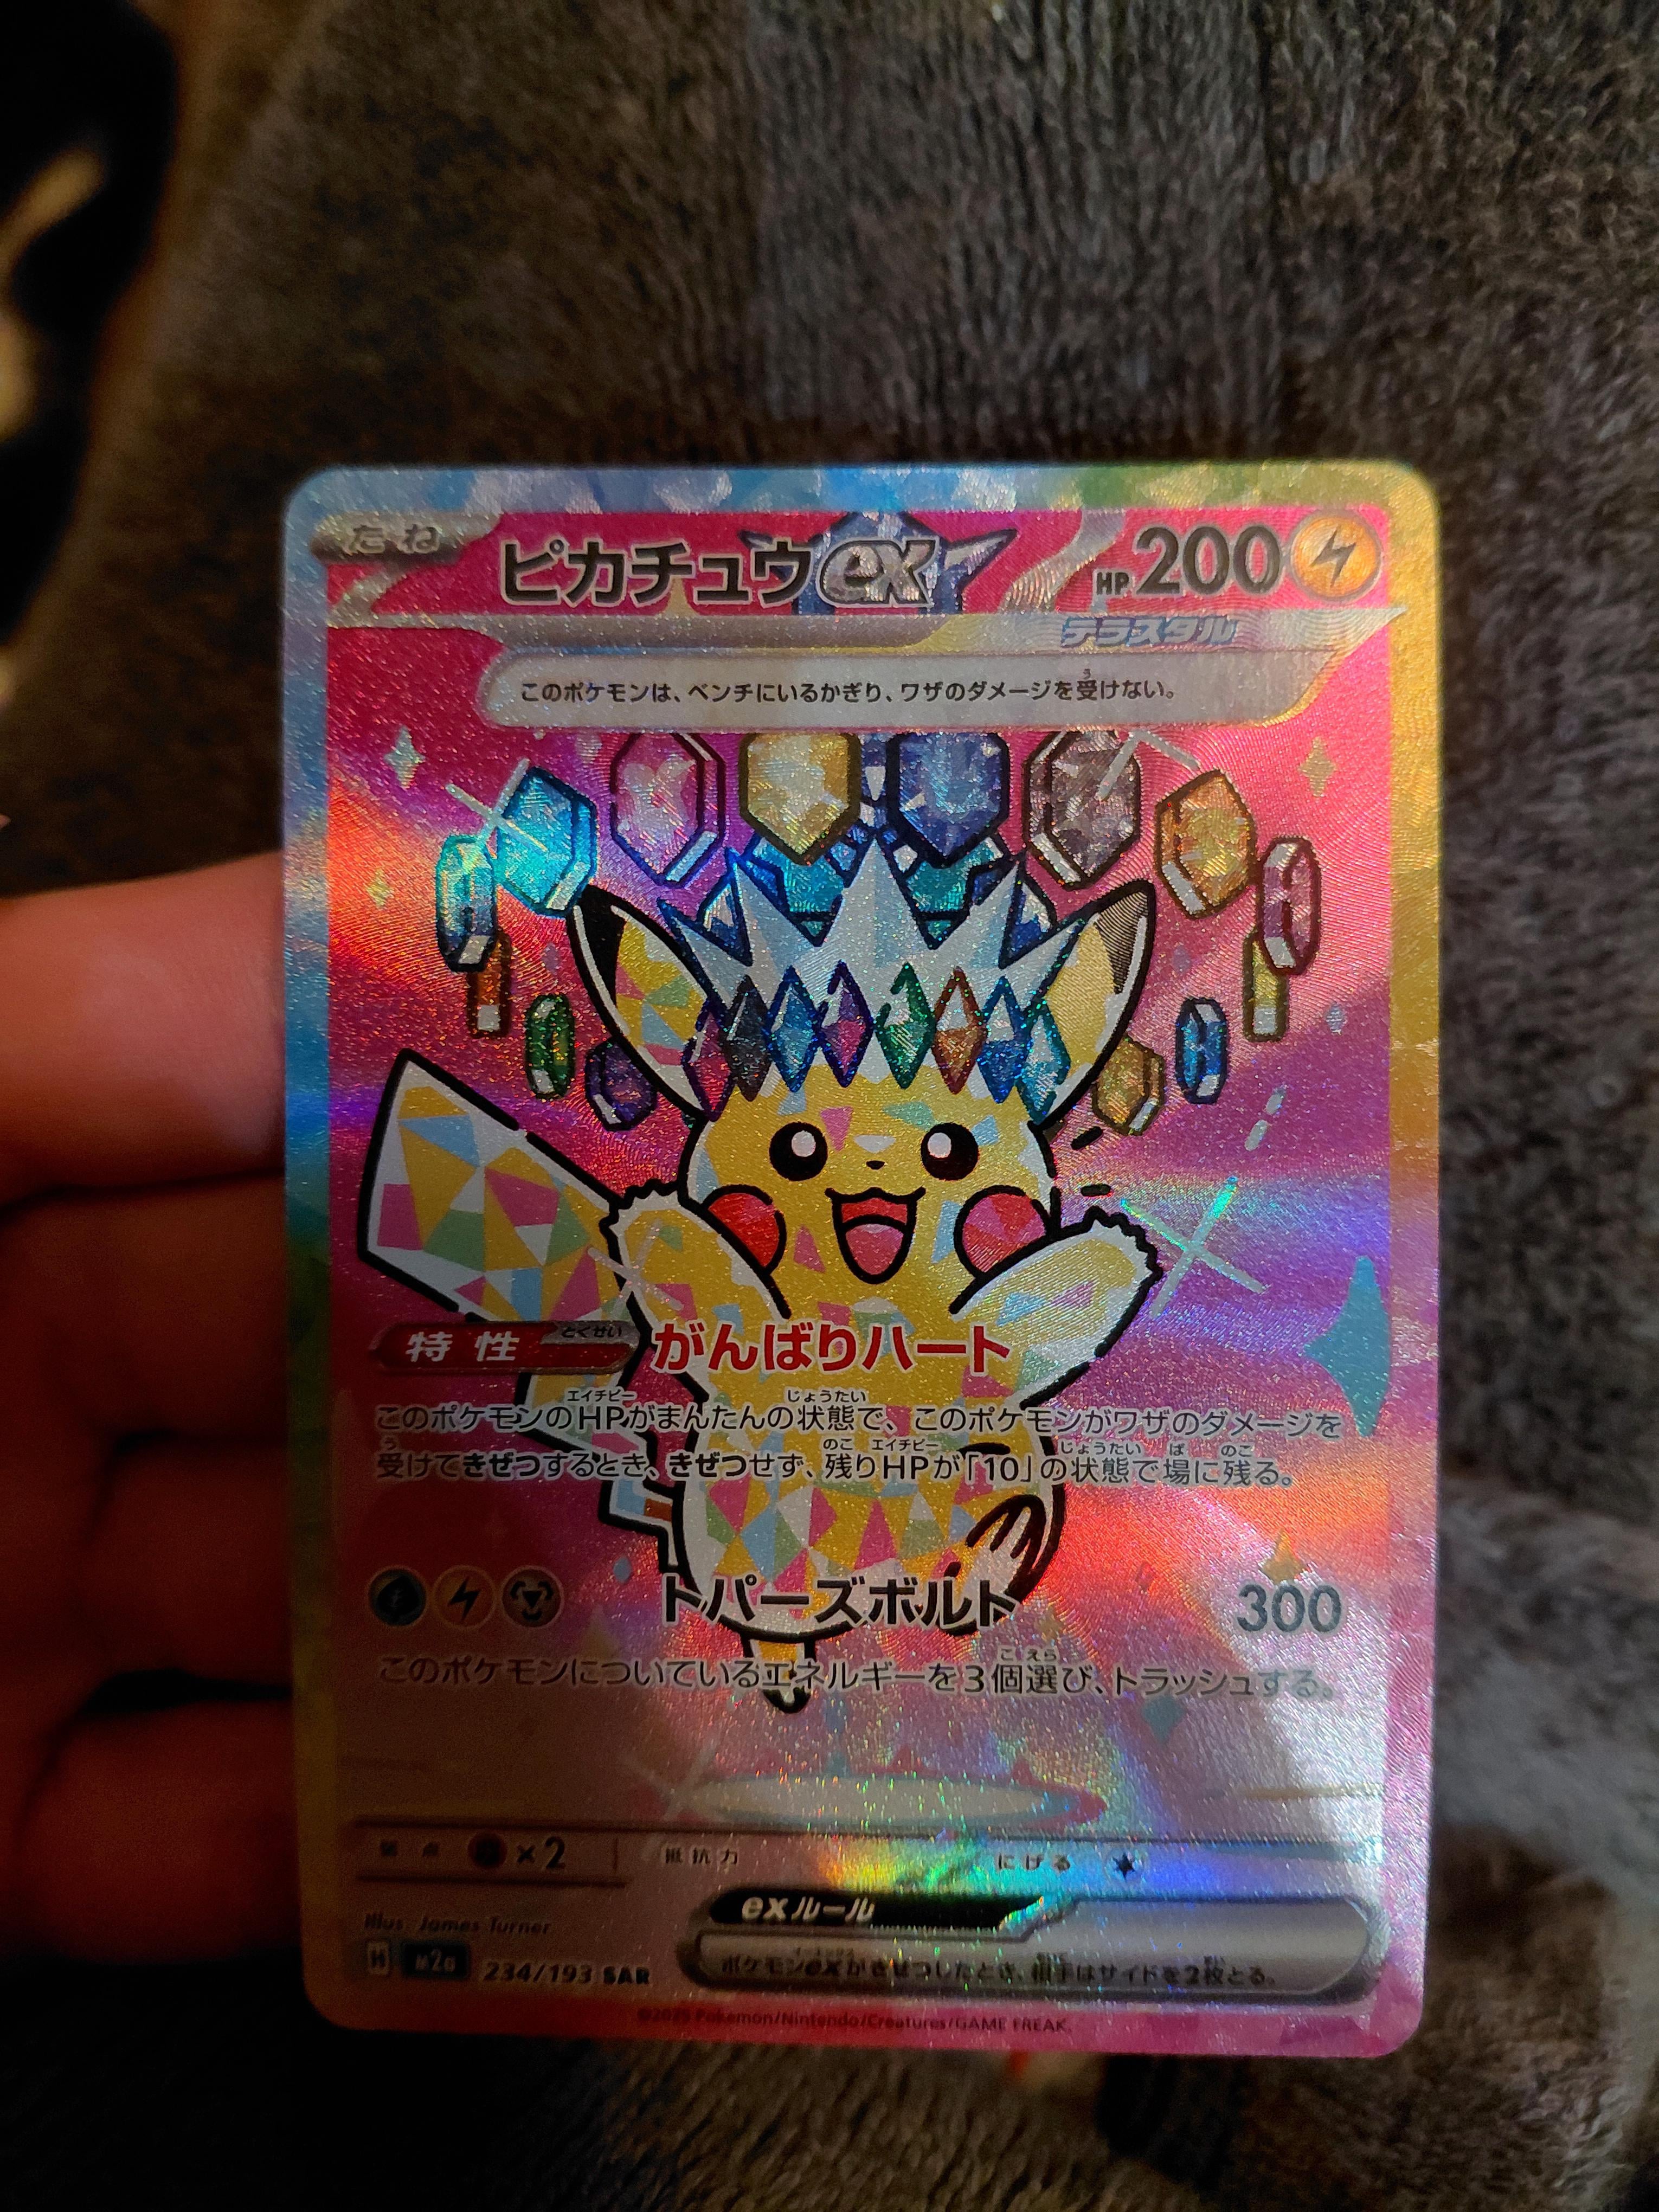 たね
ピカチュウex
HP 200
テラスタル
このポケモンは、ベンチにいるかぎり、ワザのダメージを受けない。
特性 がんばりハート
このポケモンのHPがまんたんの状態で、このポケモンがワザのダメージを
受けてきぜつするとき、きぜつせず、残りHPが「10」の状態で場に残る。
トパーズボルト 300
このポケモンについているエネルギーを3個選び、トラッシュする。
弱点 ×2 抵抗力 にげる
Illus. James Turner
exルール
ポケモンexがきぜつしたとき、相手はサイドを2枚とる。
H M2a 234/193 SAR
©2025 Pokémon/Nintendo/Creatures/GAME FREAK.